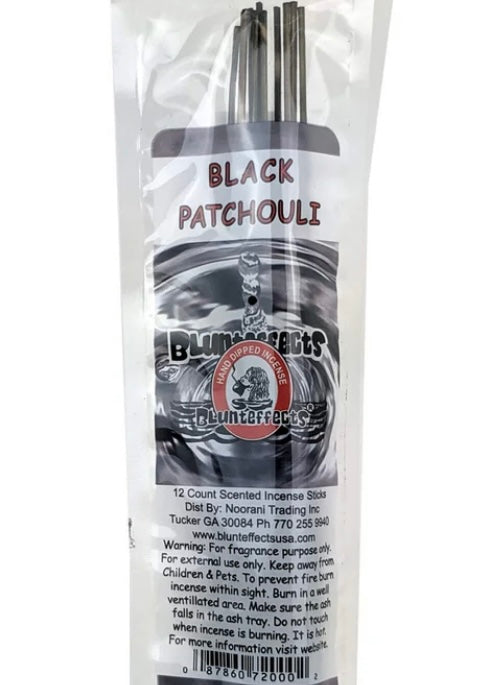 BLACK
PATCHOULI
Blunteffects
HAND DIPPED INCENSE
Blunteffects®
12 Count Scented Incense Sticks
Dist By: Noorani Trading Inc
Tucker GA 30084 Ph 770 255 9940
www.blunteffectsusa.com
Warning: For fragrance purpose only.
For external use only. Keep away from
Children & Pets. To prevent fire burn
incense within sight. Burn in a well
ventillated area. Make sure the ash
falls in the ash tray. Do not touch
when incense is burning. It is hot.
For more information visit website.
0 87860 72000 2